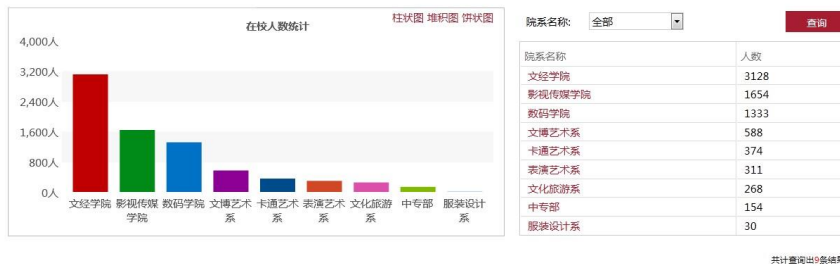 在校人数统计
柱状图 堆积图 饼状图
4,000人
3,200人
2,400人
1,600人
800人
0人
文经学院 影视传媒学院 数码学院 文博艺术系 卡通艺术系 表演艺术系 文化旅游系 中专部 服装设计系
院系名称: 全部 查询
院系名称 人数
文经学院 3128
影视传媒学院 1654
数码学院 1333
文博艺术系 588
卡通艺术系 374
表演艺术系 311
文化旅游系 268
中专部 154
服装设计系 30
共计查询出9条结果